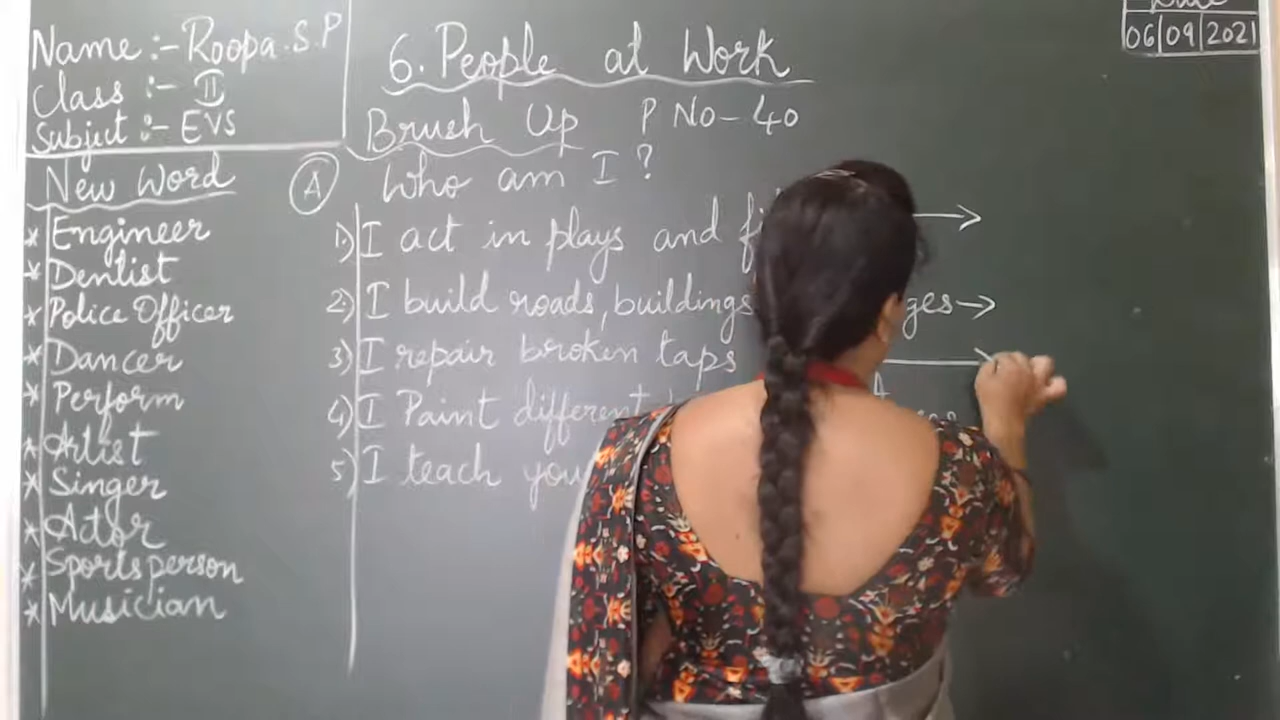 Name :- Roopa.S.P
Class :- II
Subject :- EVS
New Word
* Engineer
* Dentist
* Police Officer
* Dancer
* Perform
* Artist
* Singer
* Actor
* Sportsperson
* Musician
6. People at Work
Brush Up P No - 40
(A) Who am I ?
1) I act in plays and →
2) I build roads, buildings →
3) I repair broken taps →
4) I Paint different
5) I teach
06|09|2021